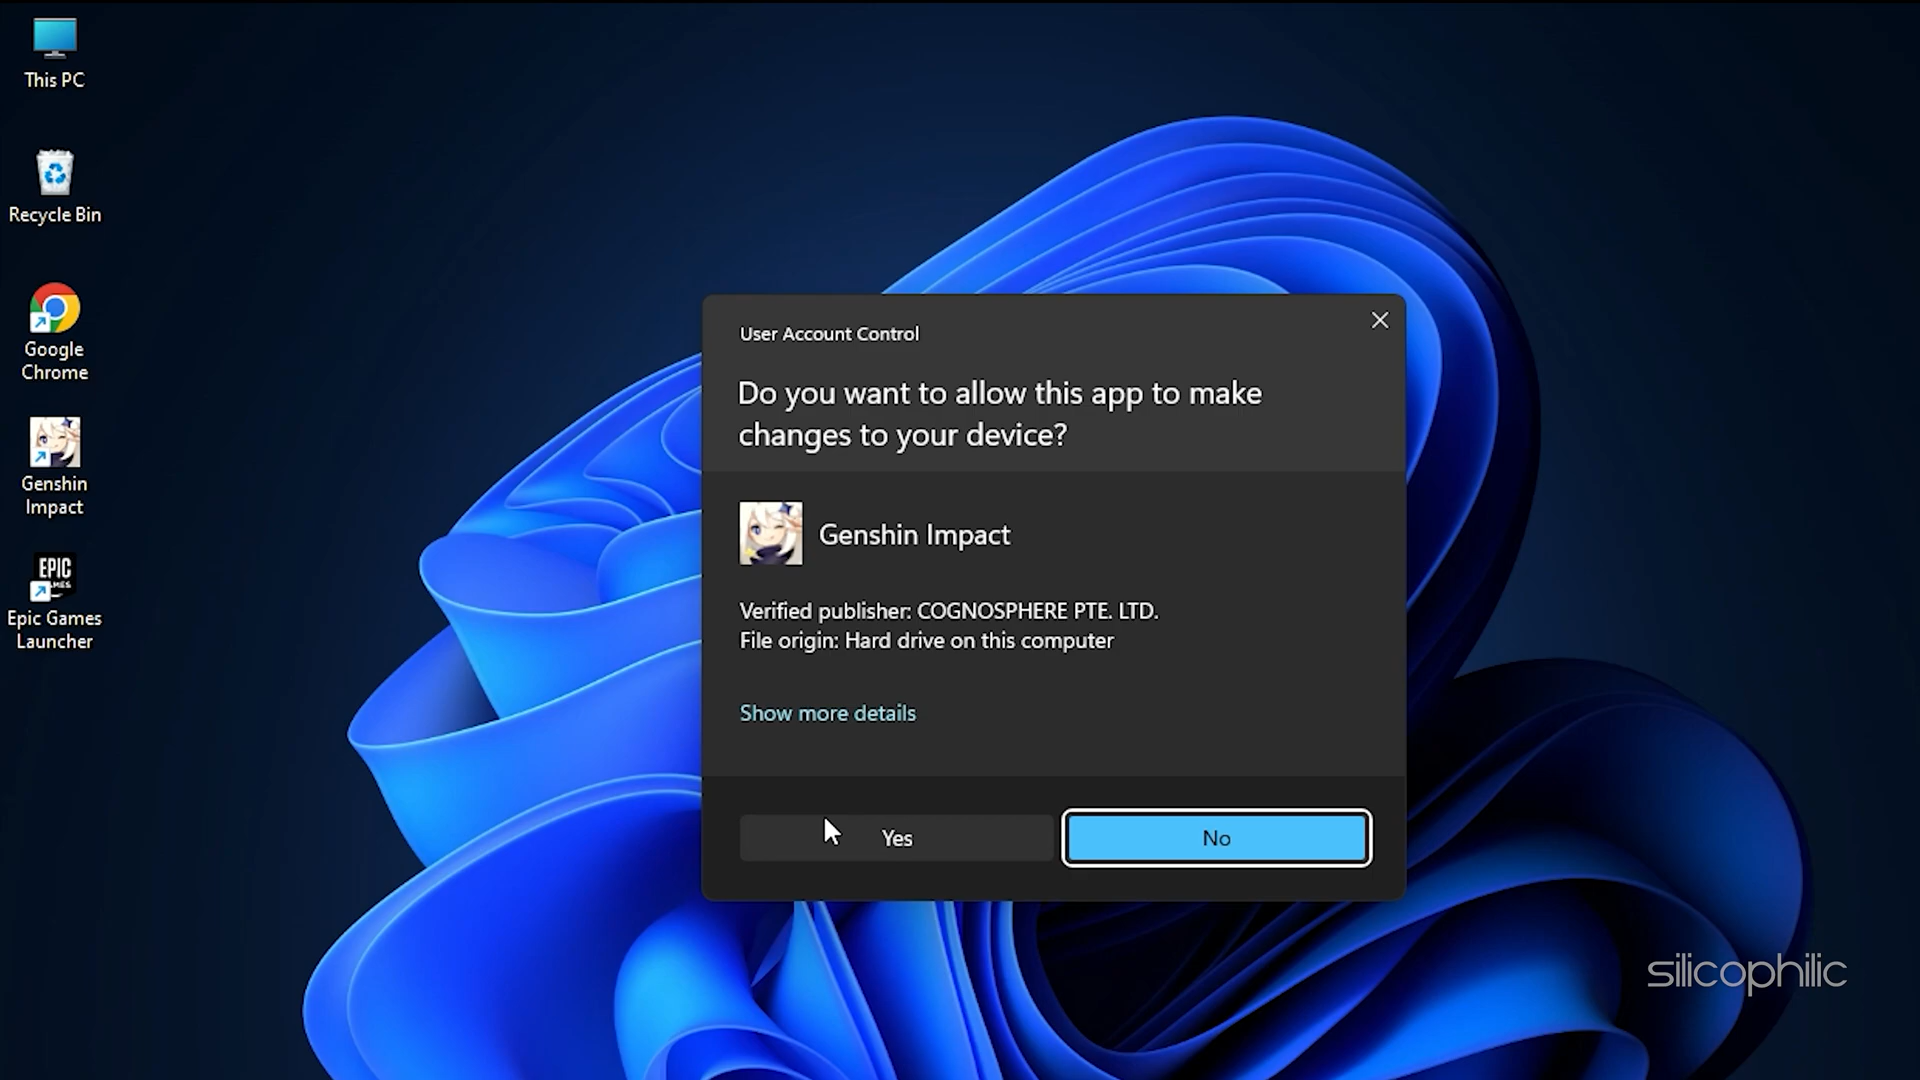 This PC
Recycle Bin
Google
Chrome
Genshin
Impact
EPIC
GAMES
Epic Games
Launcher
User Account Control
Do you want to allow this app to make
changes to your device?
Genshin Impact
Verified publisher: COGNOSPHERE PTE. LTD.
File origin: Hard drive on this computer
Show more details
Yes
No
silicophilic